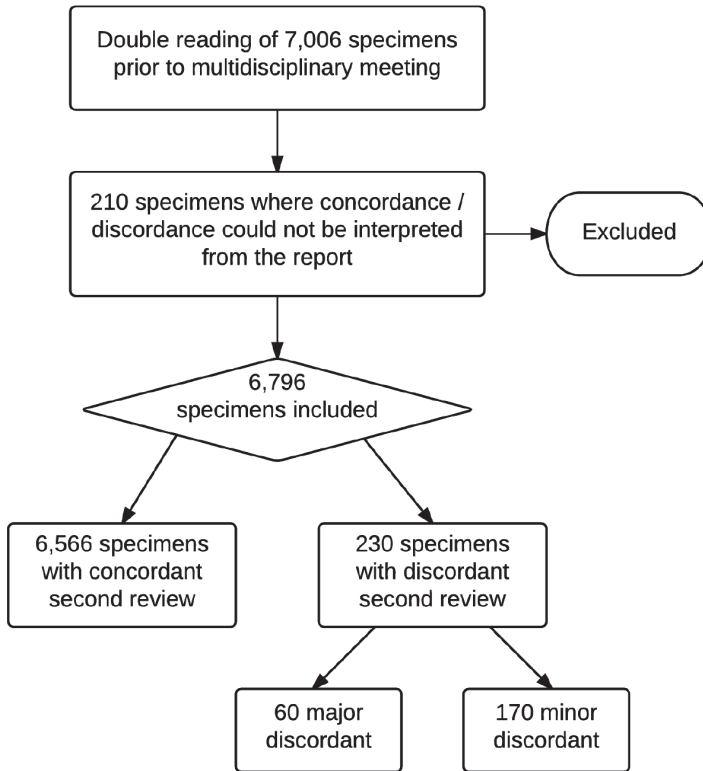 Double reading of 7,006 specimens
prior to multidisciplinary meeting
210 specimens where concordance /
discordance could not be interpreted
from the report
Excluded
6,796
specimens included
6,566 specimens
with concordant
second review
230 specimens
with discordant
second review
60 major
discordant
170 minor
discordant